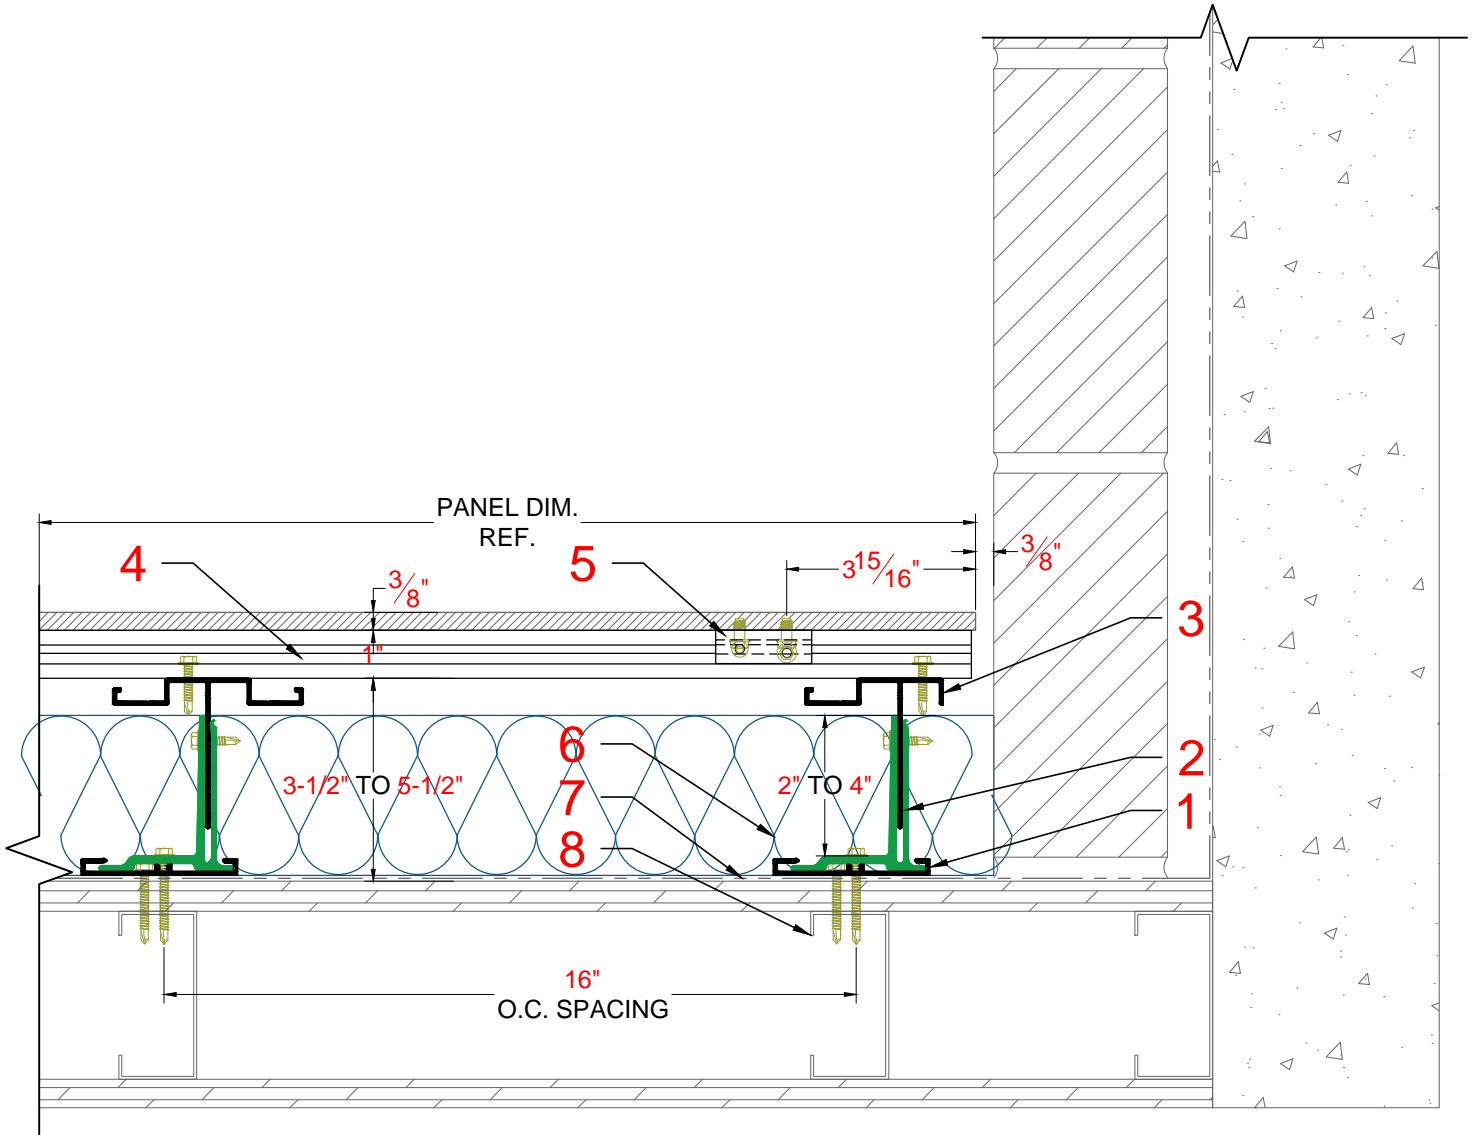 PANEL DIM.
REF.
4
5
3/8"
3 15/16"
3/8"
1"
3
6
2
3-1/2" TO 5-1/2"
2" TO 4"
7
1
8
16"
O.C. SPACING